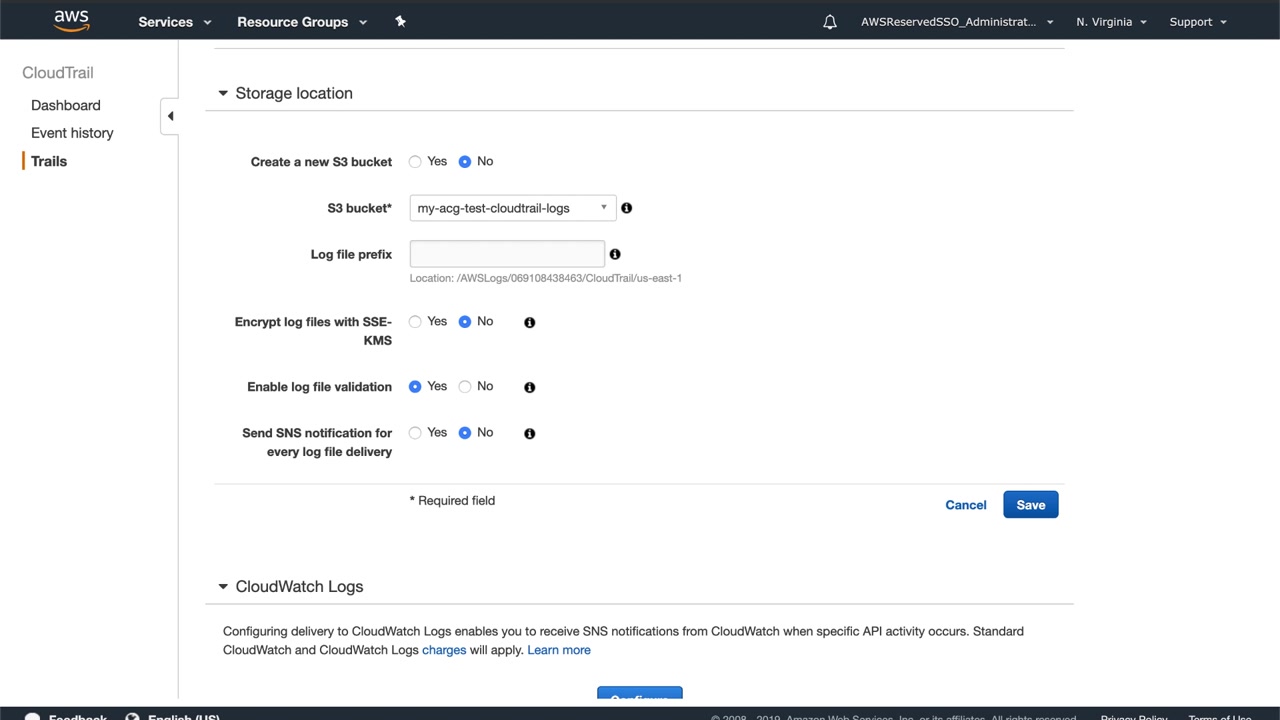 aws Services Resource Groups AWSReservedSSO_Administrat... N. Virginia Support
CloudTrail
Dashboard
Event history
Trails
Storage location
Create a new S3 bucket Yes No
S3 bucket* my-acg-test-cloudtrail-logs
Log file prefix
Location: /AWSLogs/069108438463/CloudTrail/us-east-1
Encrypt log files with SSE-
KMS Yes No
Enable log file validation Yes No
Send SNS notification for
every log file delivery Yes No
* Required field Cancel Save
CloudWatch Logs
Configuring delivery to CloudWatch Logs enables you to receive SNS notifications from CloudWatch when specific API activity occurs. Standard
CloudWatch and CloudWatch Logs charges will apply. Learn more
Configure
Feedback English (US) © 2008 - 2019, Amazon Web Services, Inc. or its affiliates. All rights reserved. Privacy Policy Terms of Use